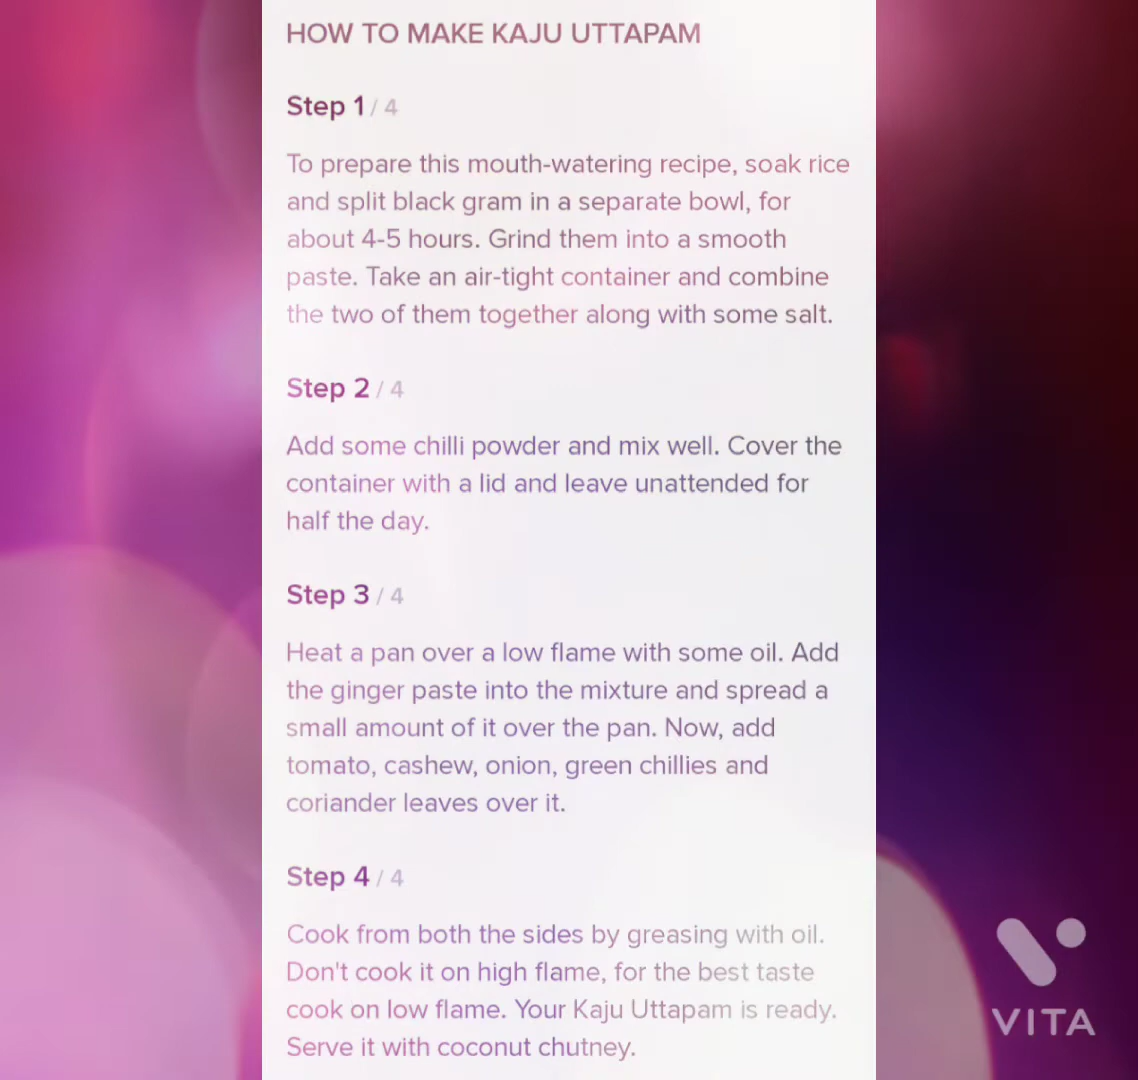 HOW TO MAKE KAJU UTTAPAM
Step 1 / 4
To prepare this mouth-watering recipe, soak rice
and split black gram in a separate bowl, for
about 4-5 hours. Grind them into a smooth
paste. Take an air-tight container and combine
the two of them together along with some salt.
Step 2 / 4
Add some chilli powder and mix well. Cover the
container with a lid and leave unattended for
half the day.
Step 3 / 4
Heat a pan over a low flame with some oil. Add
the ginger paste into the mixture and spread a
small amount of it over the pan. Now, add
tomato, cashew, onion, green chillies and
coriander leaves over it.
Step 4 / 4
Cook from both the sides by greasing with oil.
Don't cook it on high flame, for the best taste
cook on low flame. Your Kaju Uttapam is ready.
Serve it with coconut chutney.
VITA